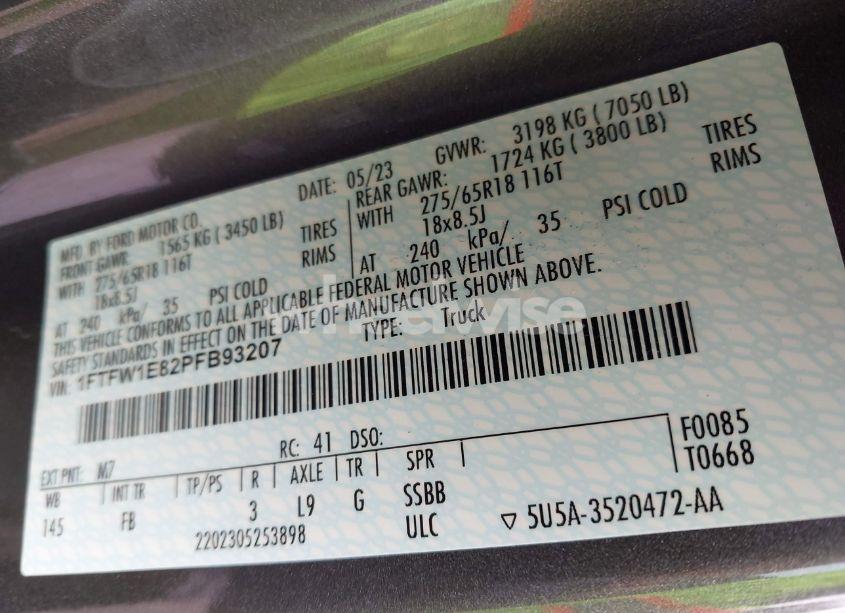 MFD. BY FORD MOTOR CO.
DATE: 05/23 GVWR: 3198 KG ( 7050 LB)
FRONT GAWR: 1565 KG ( 3450 LB) REAR GAWR: 1724 KG ( 3800 LB)
WITH 275/65R18 116T TIRES WITH 275/65R18 116T TIRES
18x8.5J RIMS 18x8.5J RIMS
AT 240 kPa/ 35 PSI COLD AT 240 kPa/ 35 PSI COLD
THIS VEHICLE CONFORMS TO ALL APPLICABLE FEDERAL MOTOR VEHICLE
SAFETY STANDARDS IN EFFECT ON THE DATE OF MANUFACTURE SHOWN ABOVE.
VIN: 1FTFW1E82PFB93207 TYPE: Truck
EXT PNT: M7 RC: 41 DSO: F0085
WB INT TR TP/PS R AXLE TR SPR T0668
145 FB 3 L9 G SSBB
2202305253898 ULC ▽ 5U5A-3520472-AA